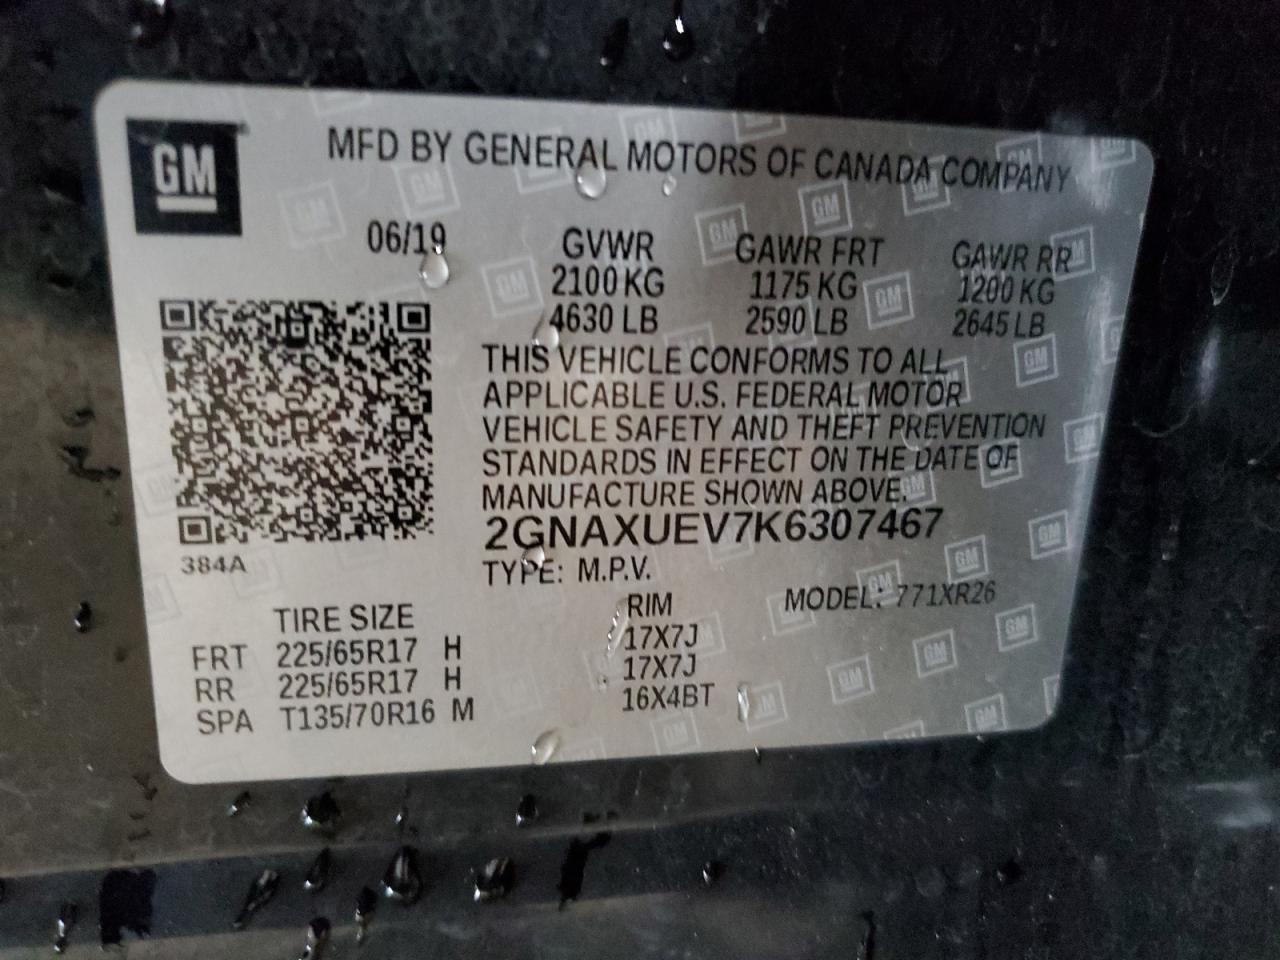 GM
MFD BY GENERAL MOTORS OF CANADA COMPANY
06/19 GVWR GAWR FRT GAWR RR
2100 KG 1175 KG 1200 KG
4630 LB 2590 LB 2645 LB
THIS VEHICLE CONFORMS TO ALL
APPLICABLE U.S. FEDERAL MOTOR
VEHICLE SAFETY AND THEFT PREVENTION
STANDARDS IN EFFECT ON THE DATE OF
MANUFACTURE SHOWN ABOVE.
2GNAXUEV7K6307467
384A
TYPE: M.P.V.
MODEL: 771XR26
TIRE SIZE RIM
FRT 225/65R17 H 17X7J
RR 225/65R17 H 17X7J
SPA T135/70R16 M 16X4BT